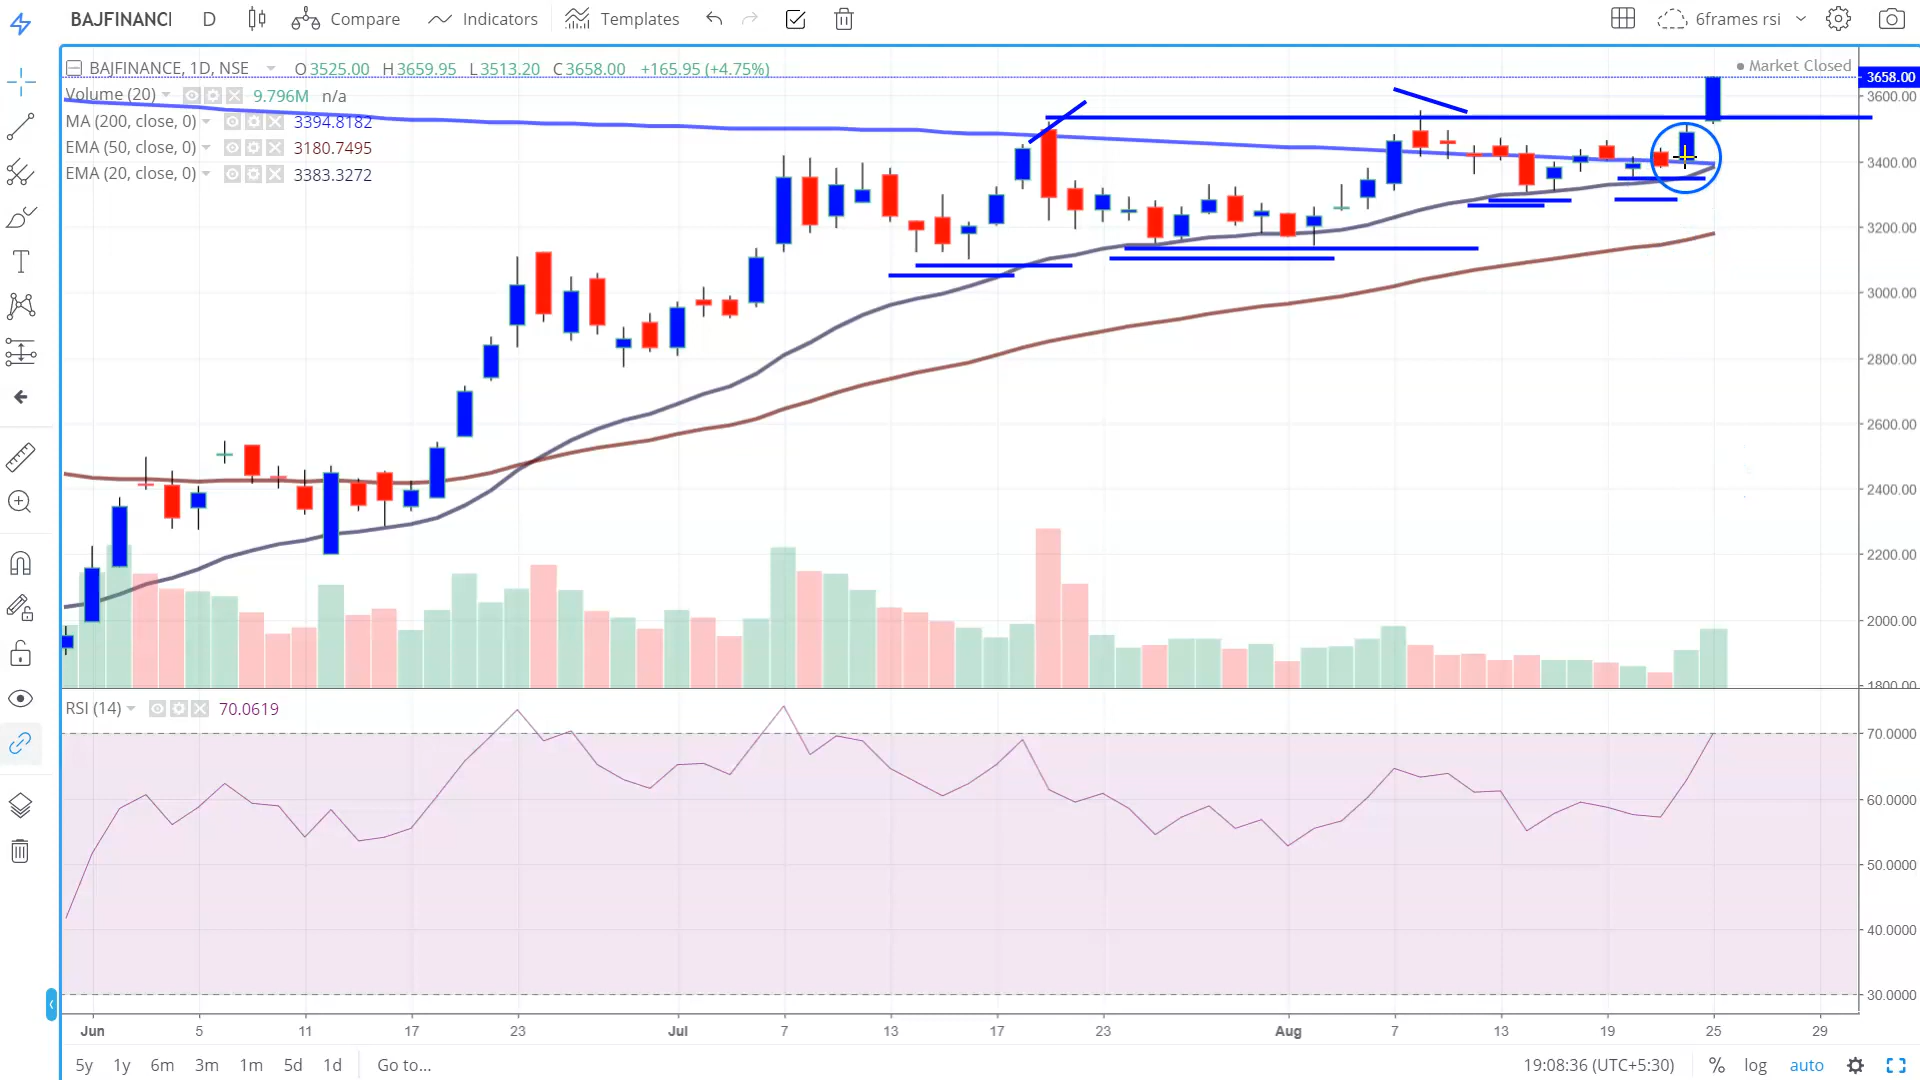 BAJFINANC D Compare Indicators Templates 6frames rsi
BAJFINANCE, 1D, NSE O 3525.00 H 3659.95 L 3513.20 C 3658.00 +165.95 (+4.75%) Market Closed
3658.00
Volume (20) 9.796M n/a
3600.00
MA (200, close, 0) 3394.8182
EMA (50, close, 0) 3180.7495
3400.00
EMA (20, close, 0) 3383.3272
3200.00
3000.00
2800.00
2600.00
2400.00
2200.00
2000.00
1800.00
RSI (14) 70.0619
70.0000
60.0000
50.0000
40.0000
30.0000
Jun 5 11 17 23 Jul 7 13 17 23 Aug 7 13 19 25 29
5y 1y 6m 3m 1m 5d 1d Go to... 19:08:36 (UTC+5:30) % log auto